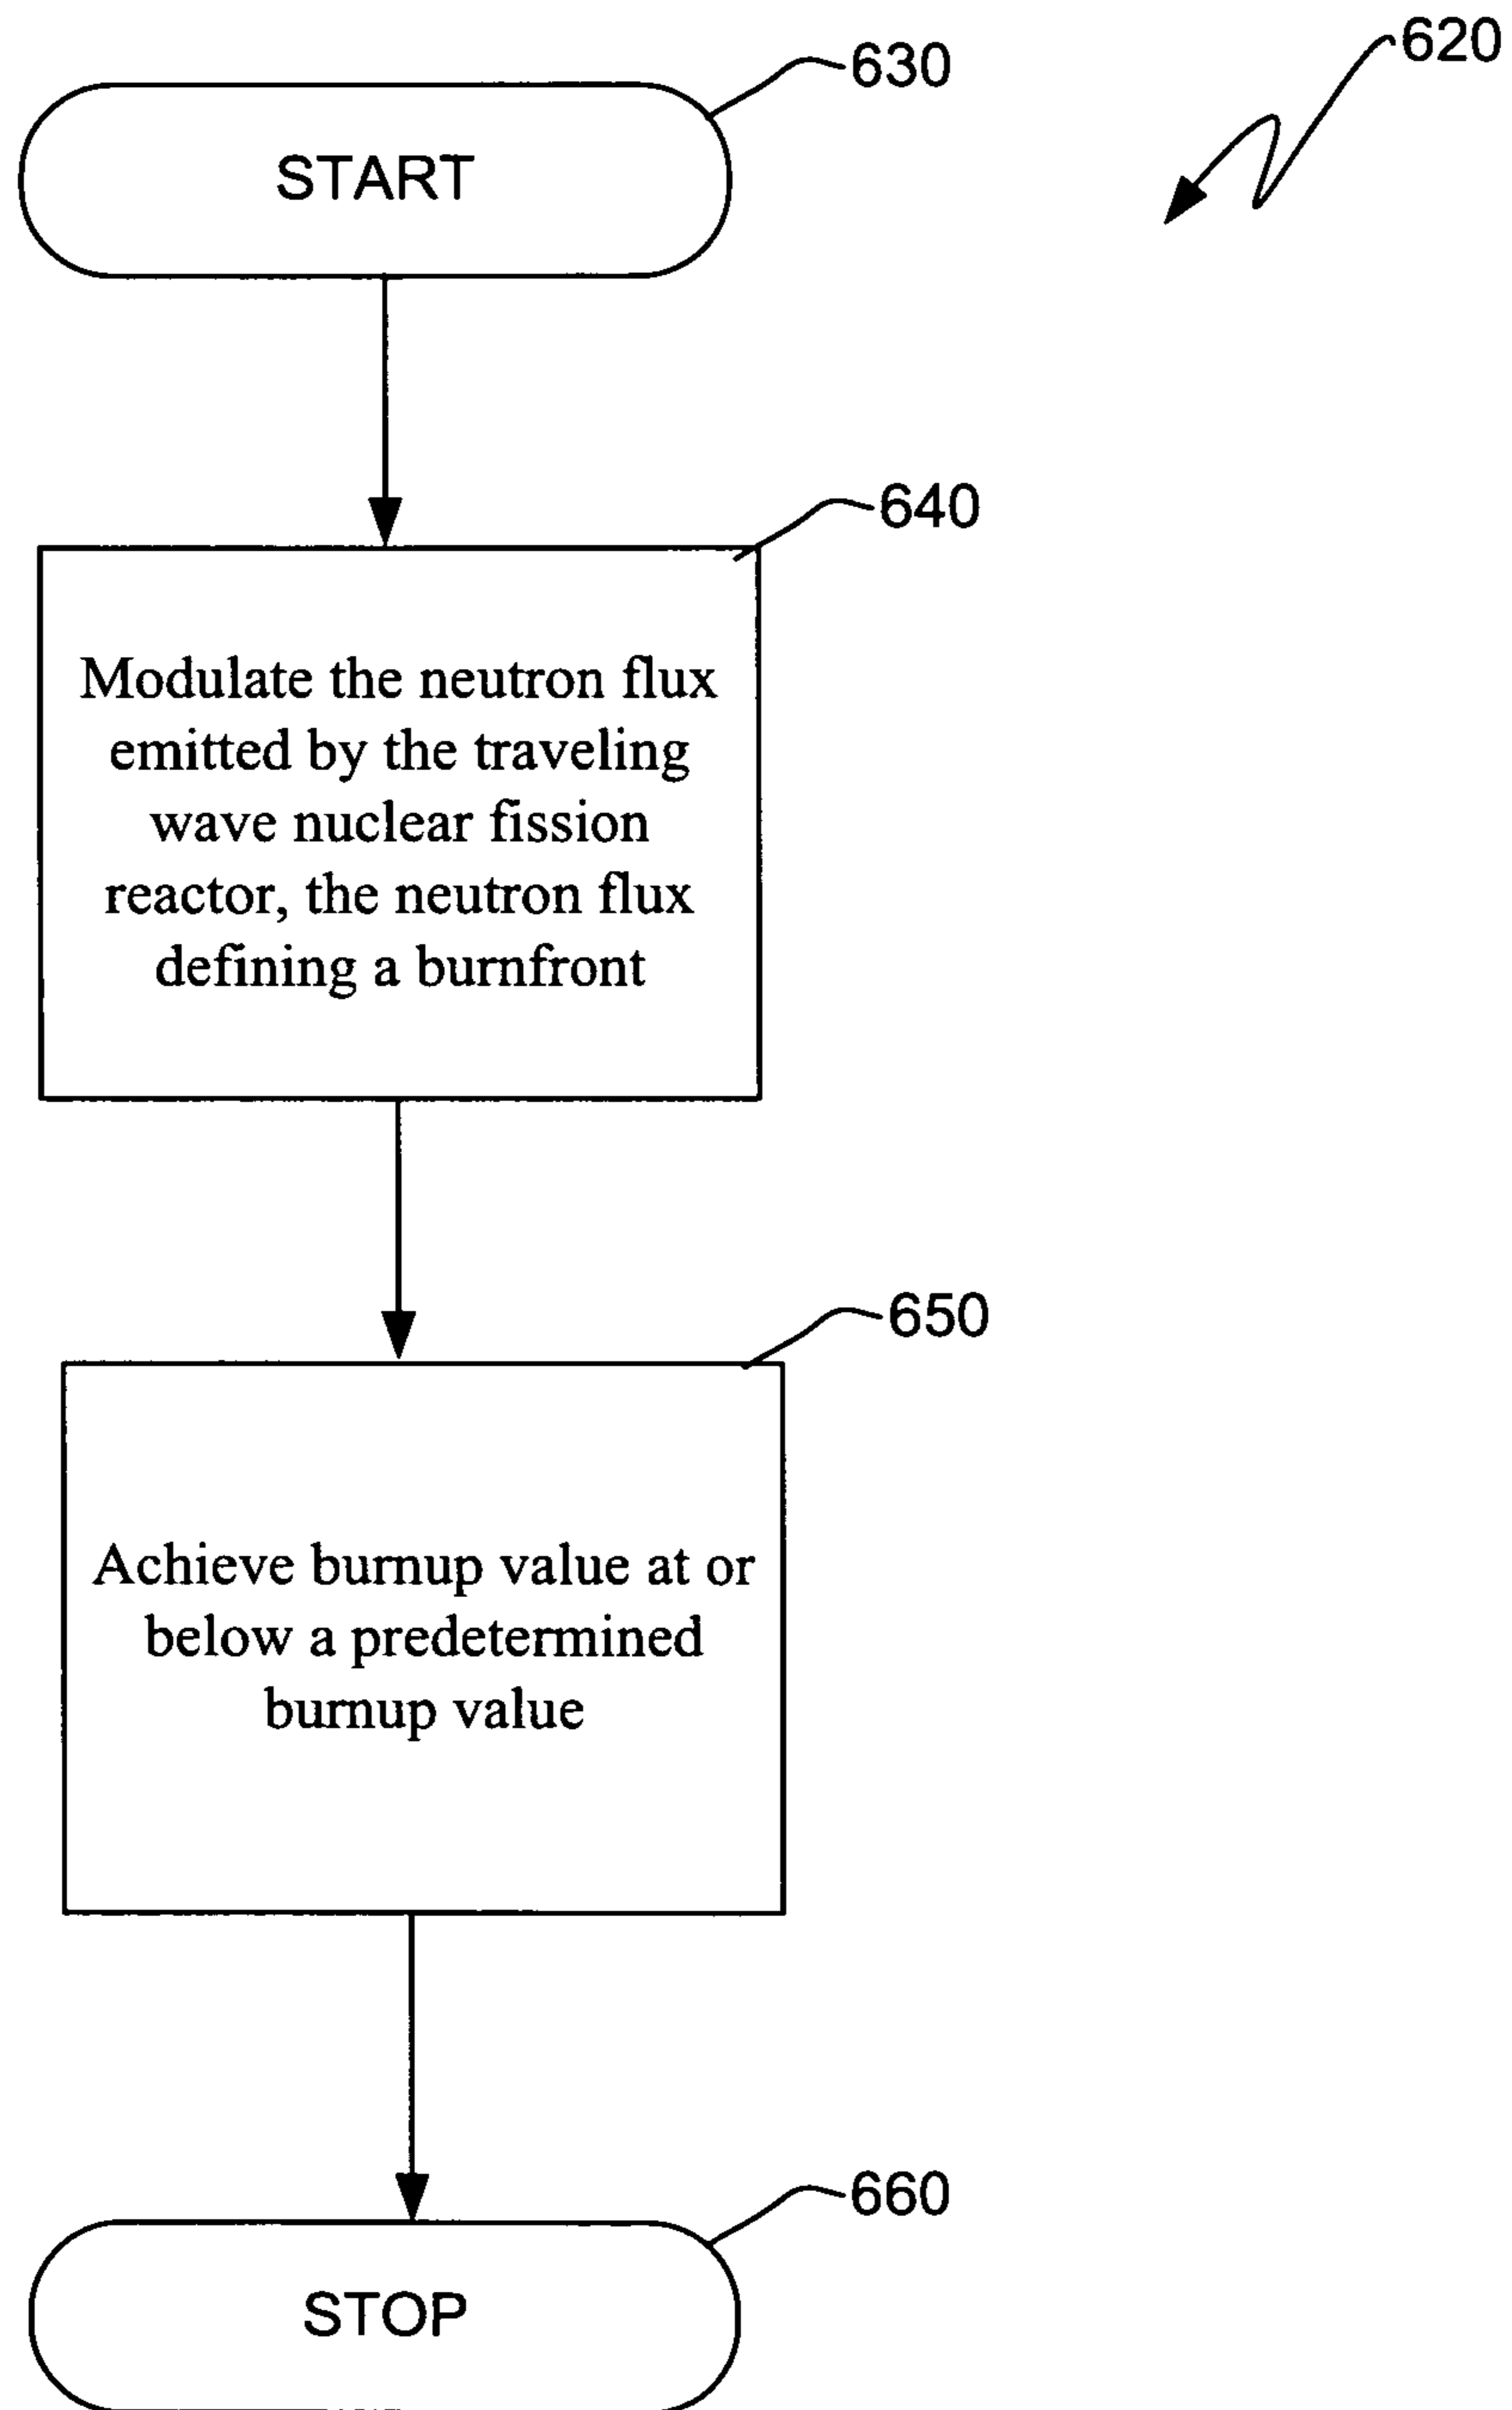 620
630
START
640
Modulate the neutron flux
emitted by the traveling
wave nuclear fission
reactor, the neutron flux
defining a burnfront
650
Achieve burnup value at or
below a predetermined
burnup value
660
STOP